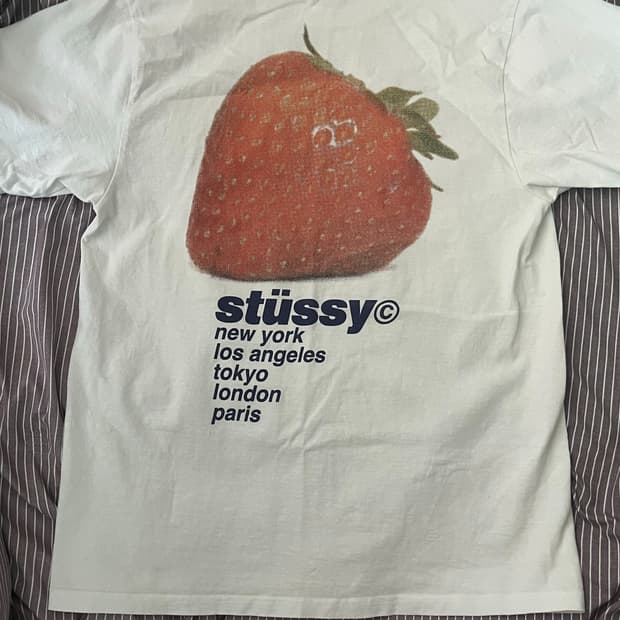 stüssy©
new york
los angeles
tokyo
london
paris